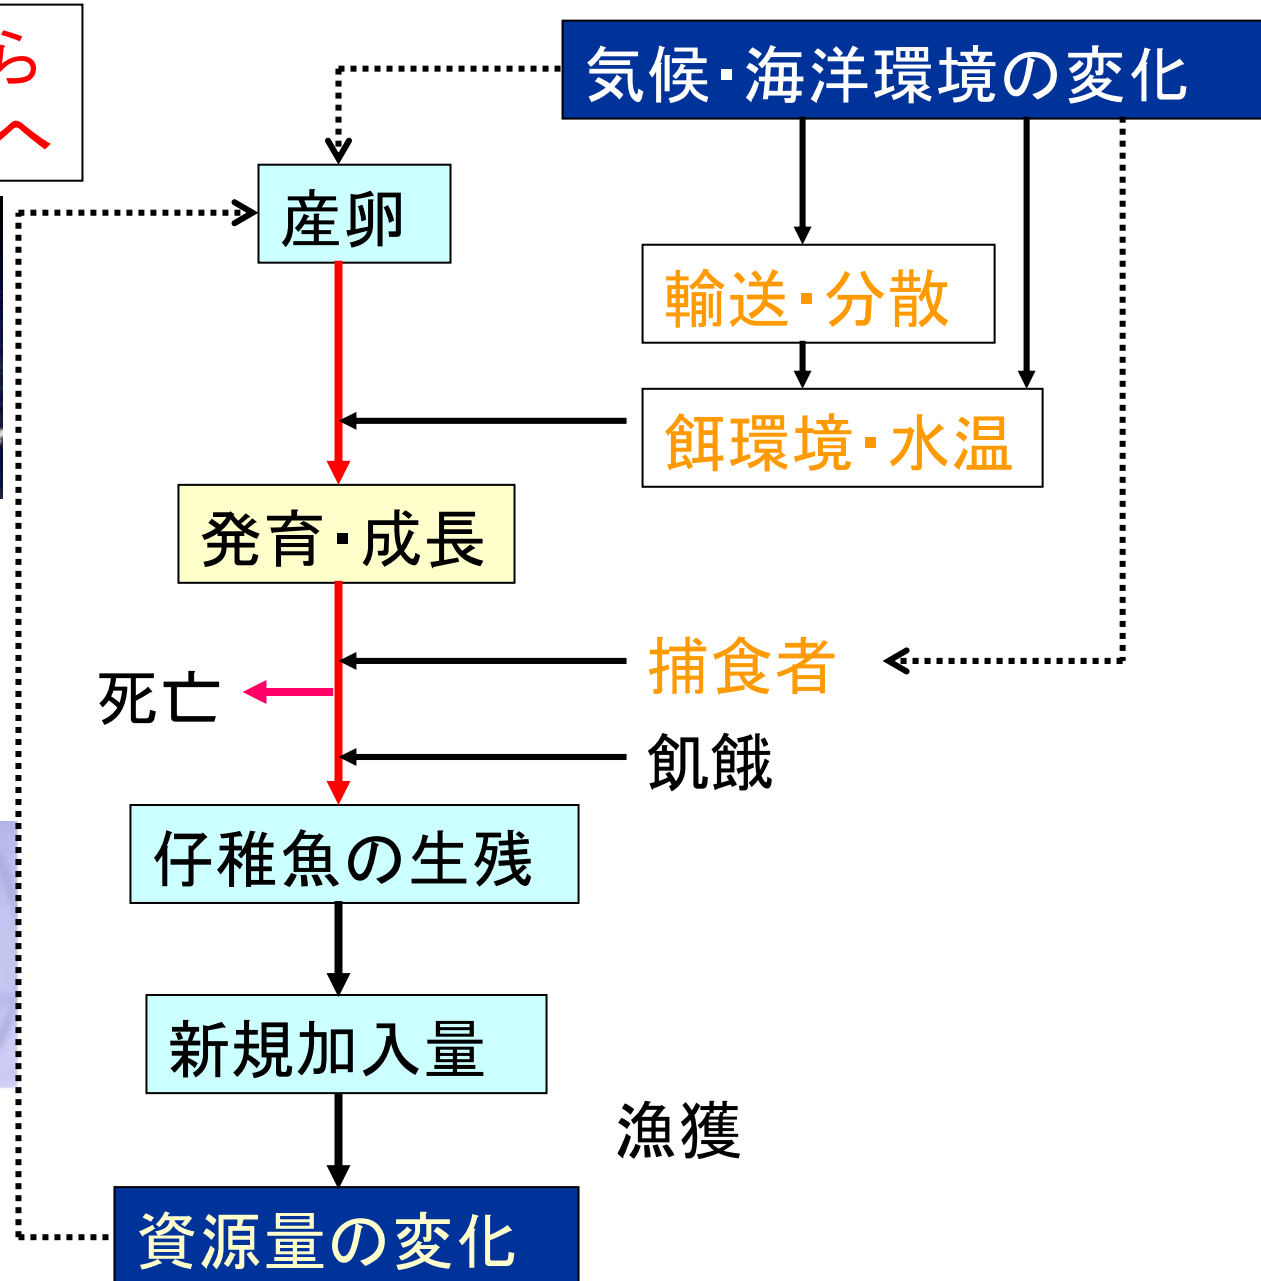 ら
へ
気候・海洋環境の変化
産卵
輸送・分散
餌環境・水温
発育・成長
捕食者
死亡
飢餓
仔稚魚の生残
新規加入量
漁獲
資源量の変化